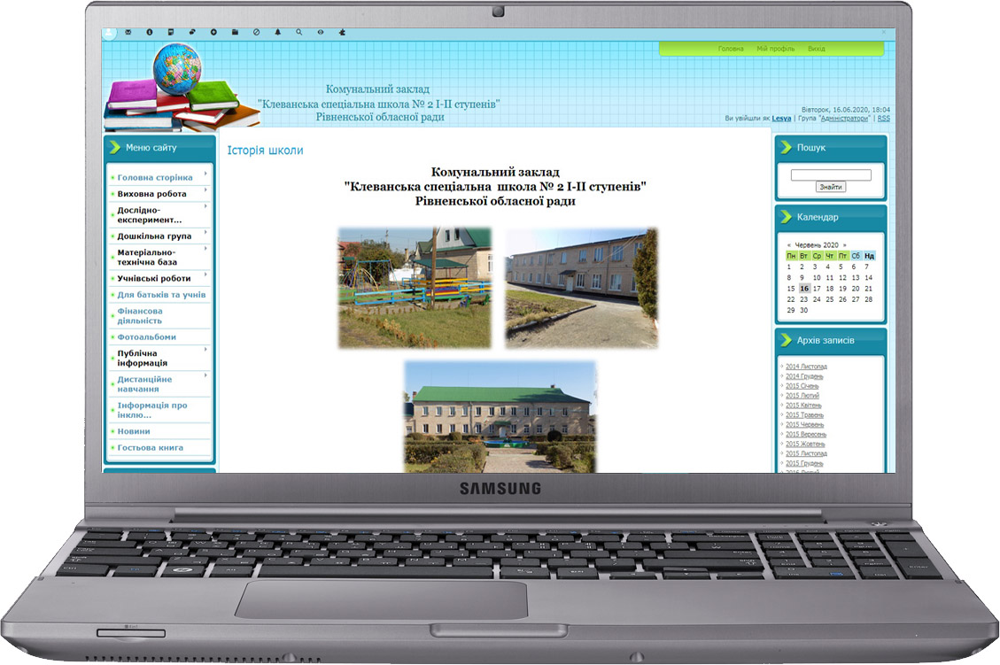 Головна Мій профіль Вихід
Комунальний заклад
"Клеванська спеціальна школа № 2 І-ІІ ступенів"
Рівненської обласної ради
Вівторок, 16.06.2020, 18:04
Ви увійшли як Lesya | Група "Адміністратори" | RSS
Меню сайту
Головна сторінка
Виховна робота
Дослідно-
експеримент...
Дошкільна група
Матеріально-
технічна база
Учнівські роботи
Для батьків та учнів
Фінансова
діяльність
Фотоальбоми
Публічна
інформація
Дистанційне
навчання
Інформація про
інклю...
Новини
Гостьова книга
Історія школи
Комунальний заклад
"Клеванська спеціальна школа № 2 І-ІІ ступенів"
Рівненської обласної ради
Пошук
Знайти
Календар
« Червень 2020 »
Пн Вт Ср Чт Пт Сб Нд
1 2 3 4 5 6 7
8 9 10 11 12 13 14
15 16 17 18 19 20 21
22 23 24 25 26 27 28
29 30
Архів записів
2014 Листопад
2014 Грудень
2015 Січень
2015 Лютий
2015 Квітень
2015 Травень
2015 Червень
2015 Вересень
2015 Жовтень
2015 Листопад
2015 Грудень
2016 Лютий
SAMSUNG